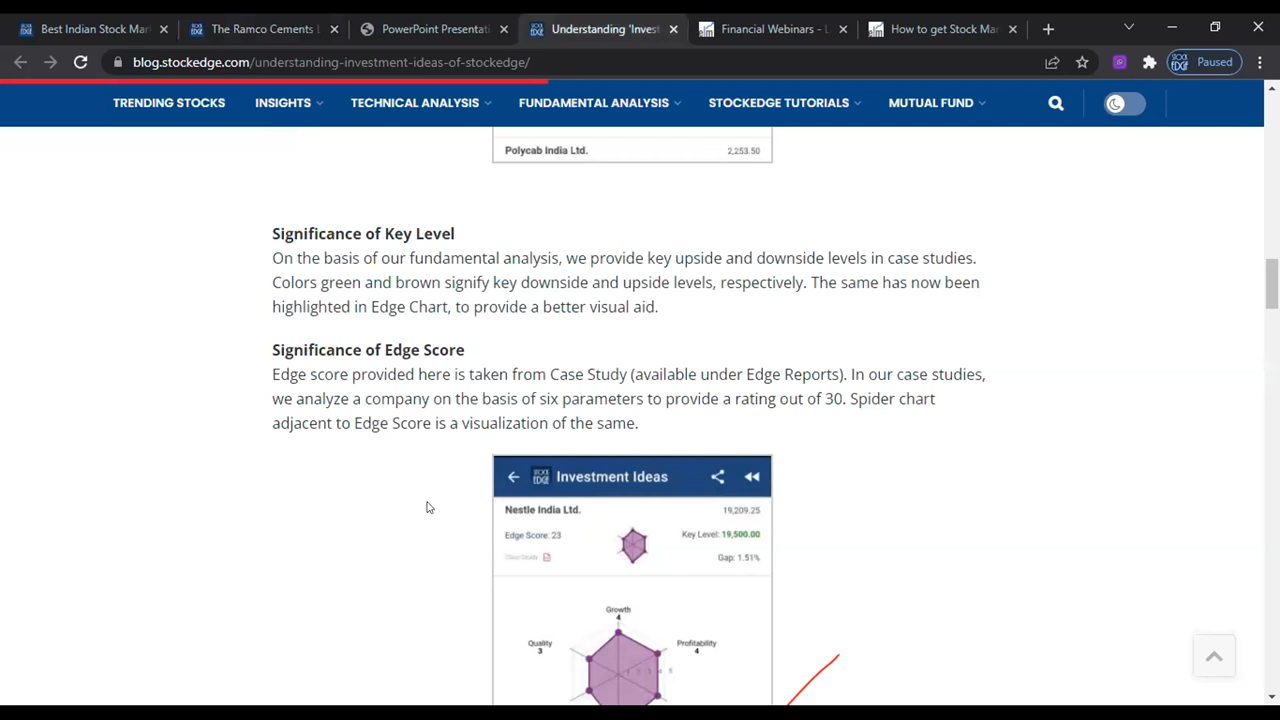 Best Indian Stock Mar
The Ramco Cements L
PowerPoint Presentati
Understanding 'Invest
Financial Webinars - L
How to get Stock Mar
blog.stockedge.com/understanding-investment-ideas-of-stockedge/
STOCK EDGE
Paused
TRENDING STOCKS
INSIGHTS
TECHNICAL ANALYSIS
FUNDAMENTAL ANALYSIS
STOCKEDGE TUTORIALS
MUTUAL FUND
Polycab India Ltd.
2,253.50
Significance of Key Level
On the basis of our fundamental analysis, we provide key upside and downside levels in case studies.
Colors green and brown signify key downside and upside levels, respectively. The same has now been
highlighted in Edge Chart, to provide a better visual aid.
Significance of Edge Score
Edge score provided here is taken from Case Study (available under Edge Reports). In our case studies,
we analyze a company on the basis of six parameters to provide a rating out of 30. Spider chart
adjacent to Edge Score is a visualization of the same.
STOCK EDGE
Investment Ideas
Nestle India Ltd.
19,209.25
Edge Score: 23
Key Level: 19,500.00
Gap: 1.51%
Growth
4
Quality
3
Profitability
4